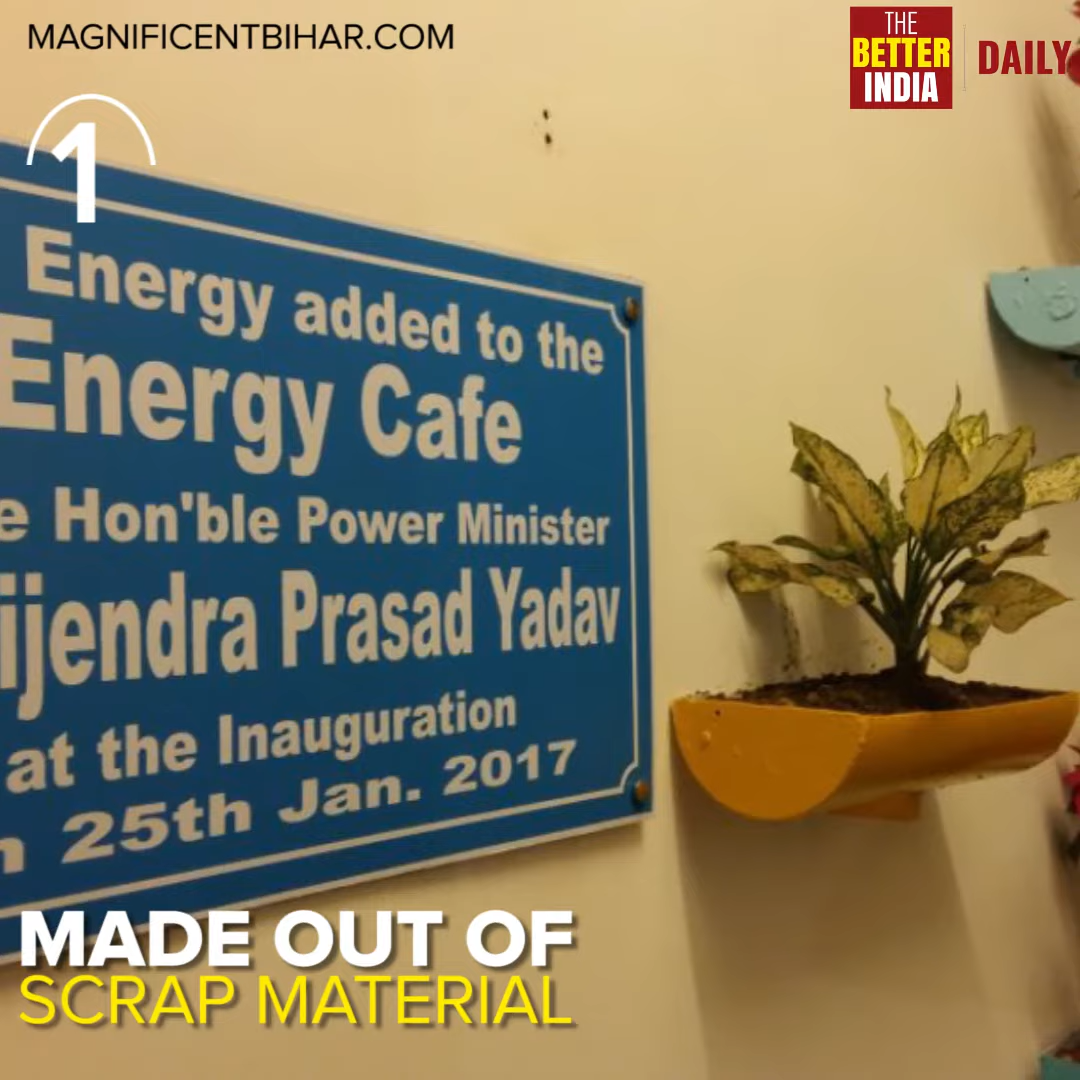 MAGNIFICENTBIHAR.COM
THE
BETTER
INDIA
DAILY
1
Energy added to the
Energy Cafe
e Hon'ble Power Minister
ijendra Prasad Yadav
at the Inauguration
n 25th Jan. 2017
MADE OUT OF
SCRAP MATERIAL